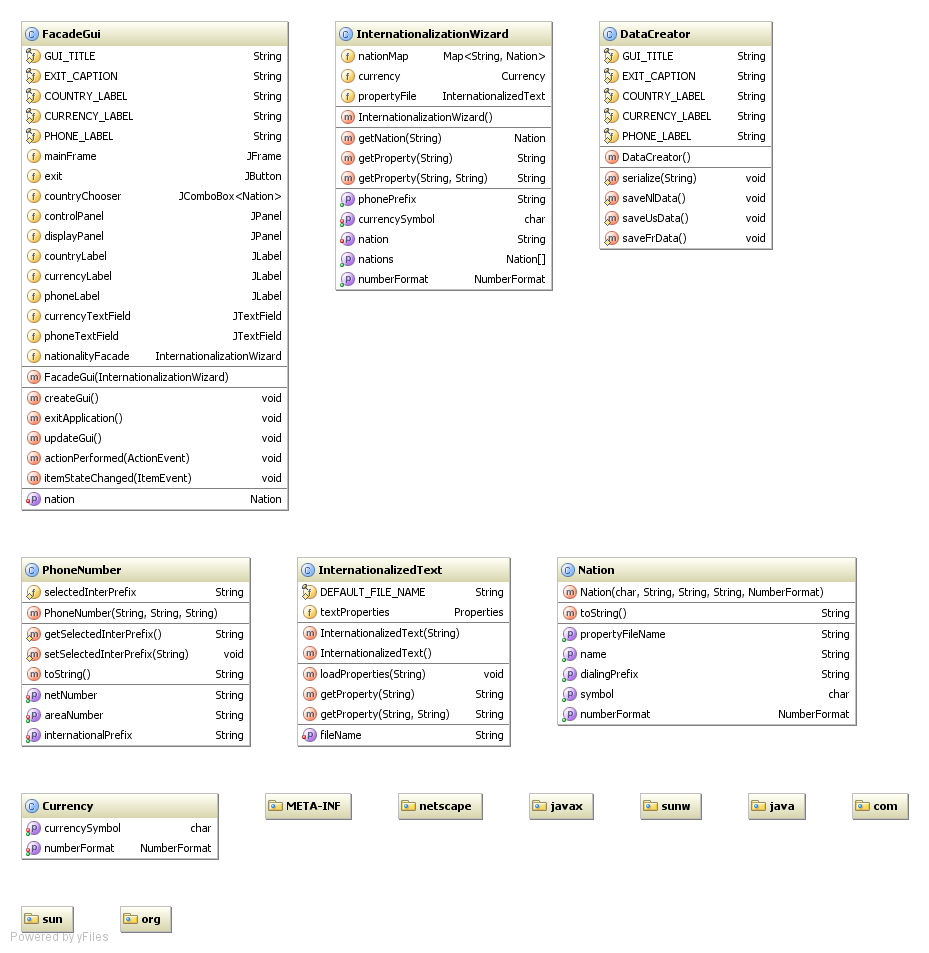 FacadeGui
GUI_TITLE String
EXIT_CAPTION String
COUNTRY_LABEL String
CURRENCY_LABEL String
PHONE_LABEL String
mainFrame JFrame
exit JButton
countryChooser JComboBox<Nation>
controlPanel JPanel
displayPanel JPanel
countryLabel JLabel
currencyLabel JLabel
phoneLabel JLabel
currencyTextField JTextField
phoneTextField JTextField
nationalityFacade InternationalizationWizard
FacadeGui(InternationalizationWizard)
createGui() void
exitApplication() void
updateGui() void
actionPerformed(ActionEvent) void
itemStateChanged(ItemEvent) void
nation Nation
InternationalizationWizard
nationMap Map<String, Nation>
currency Currency
propertyFile InternationalizedText
InternationalizationWizard()
getNation(String) Nation
getProperty(String) String
getProperty(String, String) String
phonePrefix String
currencySymbol char
nation String
nations Nation[]
numberFormat NumberFormat
DataCreator
GUI_TITLE String
EXIT_CAPTION String
COUNTRY_LABEL String
CURRENCY_LABEL String
PHONE_LABEL String
DataCreator()
serialize(String) void
saveNlData() void
saveUsData() void
saveFrData() void
PhoneNumber
selectedInterPrefix String
PhoneNumber(String, String, String)
getSelectedInterPrefix() String
setSelectedInterPrefix(String) void
toString() String
netNumber String
areaNumber String
internationalPrefix String
InternationalizedText
DEFAULT_FILE_NAME String
textProperties Properties
InternationalizedText(String)
InternationalizedText()
loadProperties(String) void
getProperty(String) String
getProperty(String, String) String
fileName String
Nation
Nation(char, String, String, String, NumberFormat)
toString() String
propertyFileName String
name String
dialingPrefix String
symbol char
numberFormat NumberFormat
Currency
currencySymbol char
numberFormat NumberFormat
META-INF
netscape
javax
sunw
java
com
sun
org
Powered by yFiles